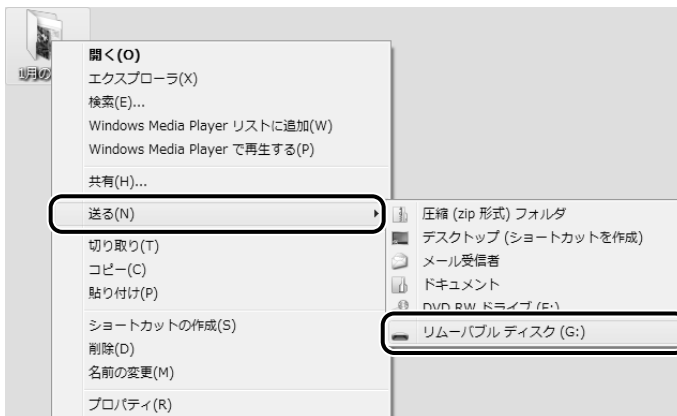 1月の
開く(O)
エクスプローラ(X)
検索(E)...
Windows Media Player リストに追加(W)
Windows Media Player で再生する(P)
共有(H)...
送る(N)
切り取り(T)
コピー(C)
貼り付け(P)
ショートカットの作成(S)
削除(D)
名前の変更(M)
プロパティ(R)
圧縮 (zip 形式) フォルダ
デスクトップ (ショートカットを作成)
メール受信者
ドキュメント
DVD RW ドライブ (E:)
リムーバブル ディスク (G:)